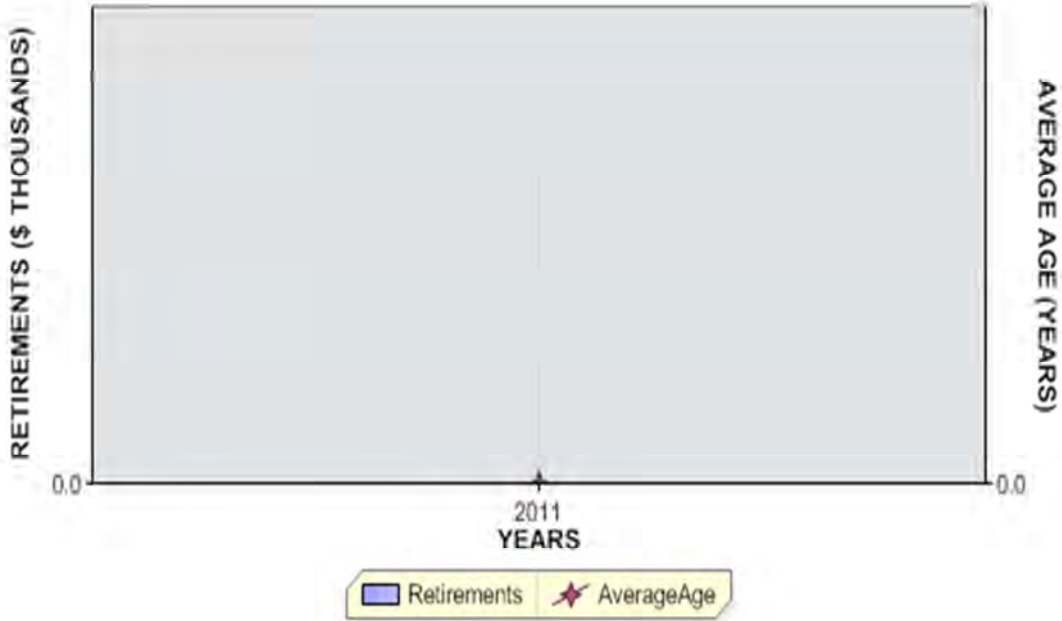 RETIREMENTS ($ THOUSANDS)
AVERAGE AGE (YEARS)
0.0
0.0
2011
YEARS
Retirements AverageAge